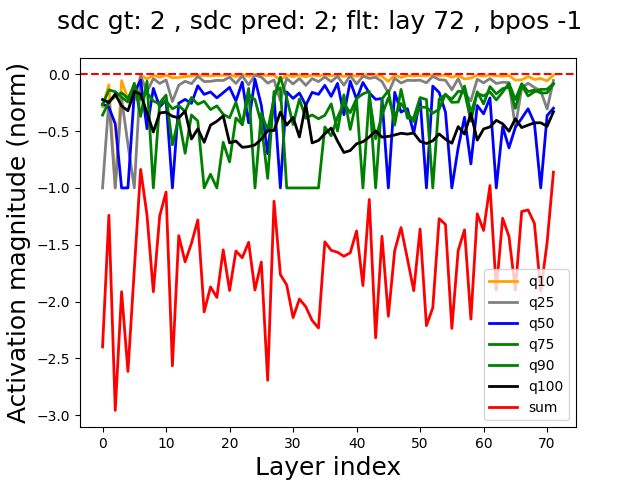 sdc gt: 2 , sdc pred: 2; flt: lay 72 , bpos -1
Activation magnitude (norm)
0.0
−0.5
−1.0
−1.5
−2.0
−2.5
−3.0
0 10 20 30 40 50 60 70
Layer index
q10
q25
q50
q75
q90
q100
sum